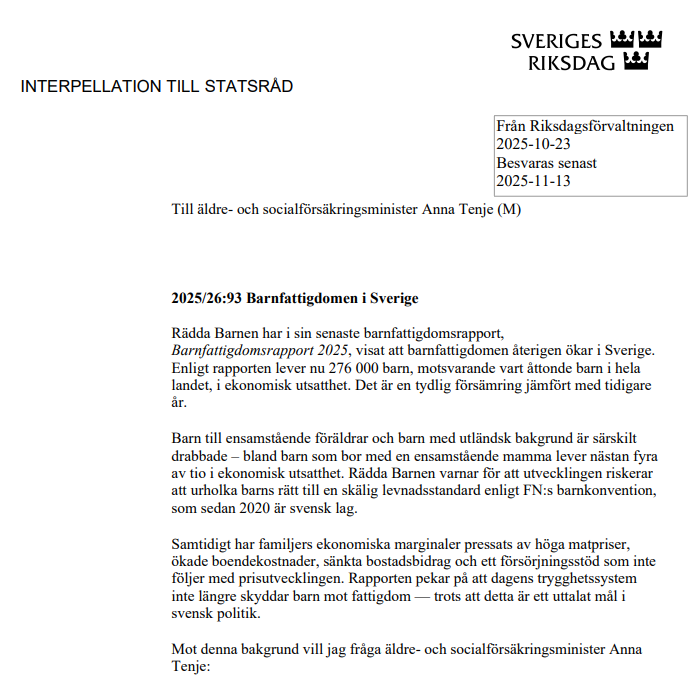 SVERIGES
RIKSDAG
INTERPELLATION TILL STATSRÅD
Från Riksdagsförvaltningen
2025-10-23
Besvaras senast
2025-11-13
Till äldre- och socialförsäkringsminister Anna Tenje (M)
2025/26:93 Barnfattigdomen i Sverige
Rädda Barnen har i sin senaste barnfattigdomsrapport,
Barnfattigdomsrapport 2025, visat att barnfattigdomen återigen ökar i Sverige.
Enligt rapporten lever nu 276 000 barn, motsvarande vart åttonde barn i hela
landet, i ekonomisk utsatthet. Det är en tydlig försämring jämfört med tidigare
år.
Barn till ensamstående föräldrar och barn med utländsk bakgrund är särskilt
drabbade – bland barn som bor med en ensamstående mamma lever nästan fyra
av tio i ekonomisk utsatthet. Rädda Barnen varnar för att utvecklingen riskerar
att urholka barns rätt till en skälig levnadsstandard enligt FN:s barnkonvention,
som sedan 2020 är svensk lag.
Samtidigt har familjers ekonomiska marginaler pressats av höga matpriser,
ökade boendekostnader, sänkta bostadsbidrag och ett försörjningsstöd som inte
följer med prisutvecklingen. Rapporten pekar på att dagens trygghetssystem
inte längre skyddar barn mot fattigdom — trots att detta är ett uttalat mål i
svensk politik.
Mot denna bakgrund vill jag fråga äldre- och socialförsäkringsminister Anna
Tenje: